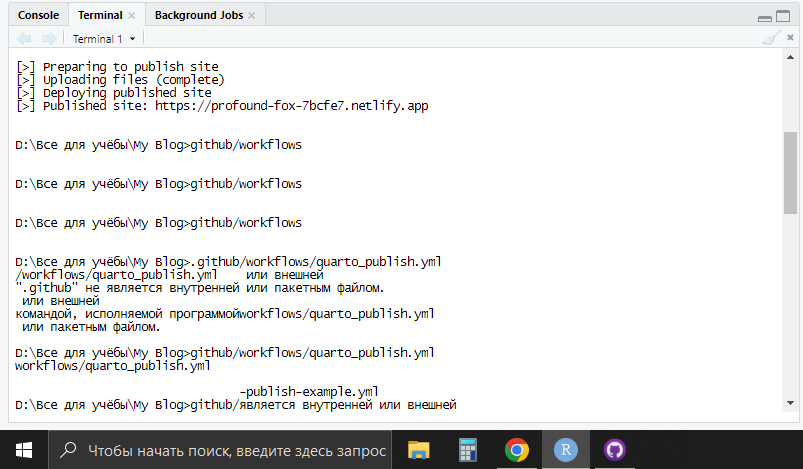 Console Terminal Background Jobs
Terminal 1
[>] Preparing to publish site
[>] Uploading files (complete)
[>] Deploying published site
[>] Published site: https://profound-fox-7bcfe7.netlify.app
D:\Все для учёбы\My Blog>github/workflows
D:\Все для учёбы\My Blog>github/workflows
D:\Все для учёбы\My Blog>github/workflows
D:\Все для учёбы\My Blog>.github/workflows/quarto_publish.yml
/workflows/quarto_publish.yml или внешней
".github" не является внутренней или пакетным файлом.
или внешней
командой, исполняемой программойworkflows/quarto_publish.yml
или пакетным файлом.
D:\Все для учёбы\My Blog>github/workflows/quarto_publish.yml
workflows/quarto_publish.yml
-publish-example.yml
D:\Все для учёбы\My Blog>github/является внутренней или внешней
Чтобы начать поиск, введите здесь запрос
R